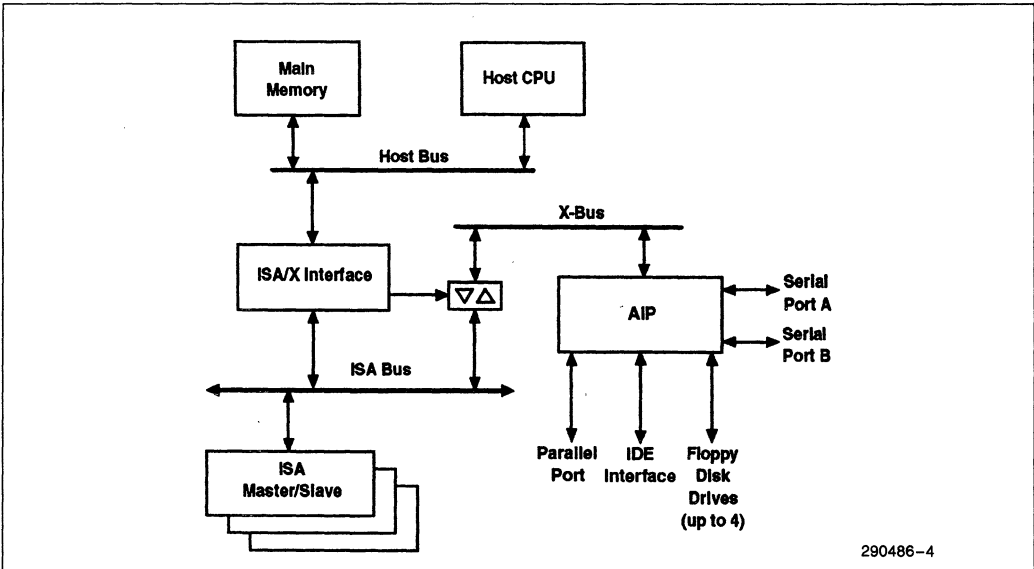 Main
Memory
Host CPU
Host Bus
X-Bus
ISA/X Interface
AIP
Serial
Port A
Serial
Port B
ISA Bus
ISA
Master/Slave
Parallel
Port
IDE
Interface
Floppy
Disk
Drives
(up to 4)
290486-4